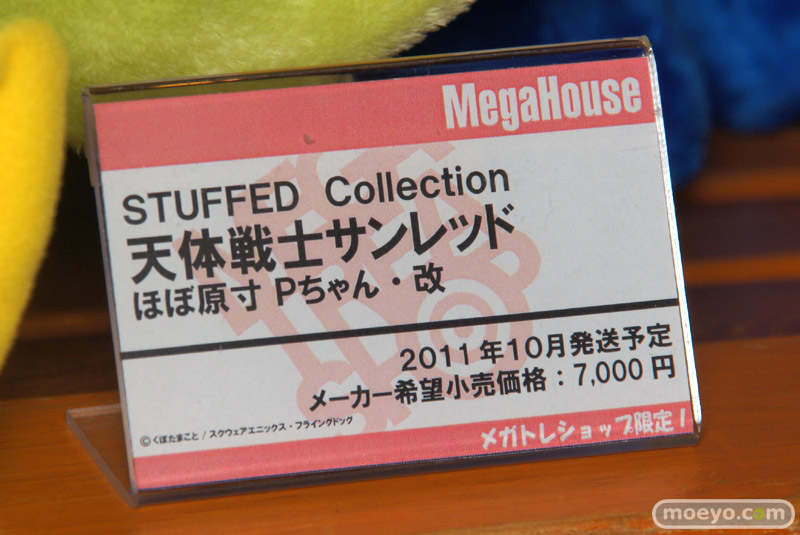 MegaHouse
STUFFED Collection
天体戦士サンレッド
ほぼ原寸 Pちゃん・改
2011年10月発送予定
メーカー希望小売価格：7,000円
©くぼたまこと/スクウェアエニックス・フライングドッグ
メガトレショップ限定！
moeyo.com